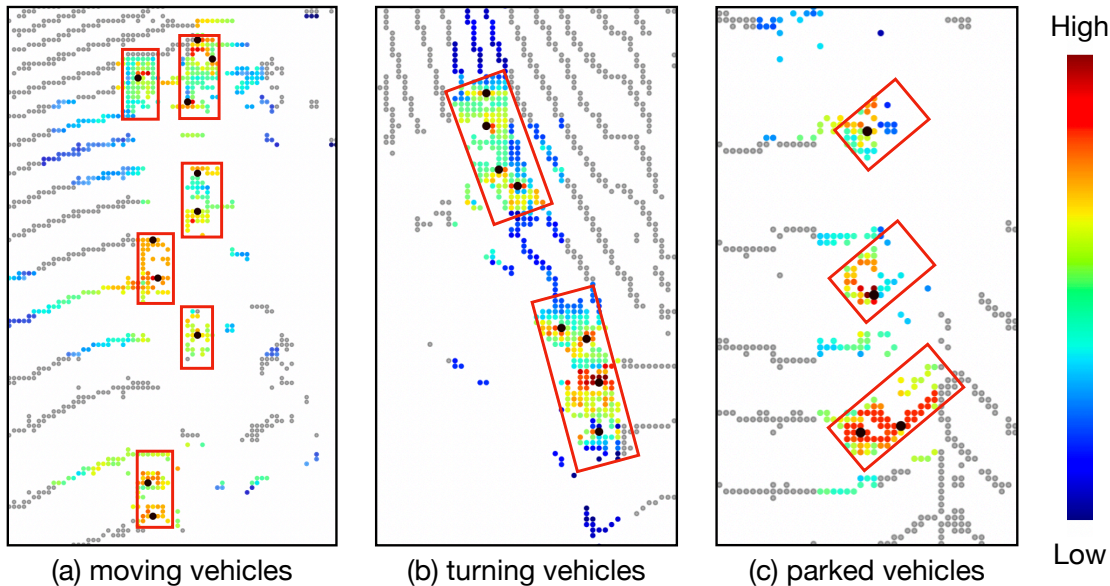 High
Low
(a) moving vehicles
(b) turning vehicles
(c) parked vehicles